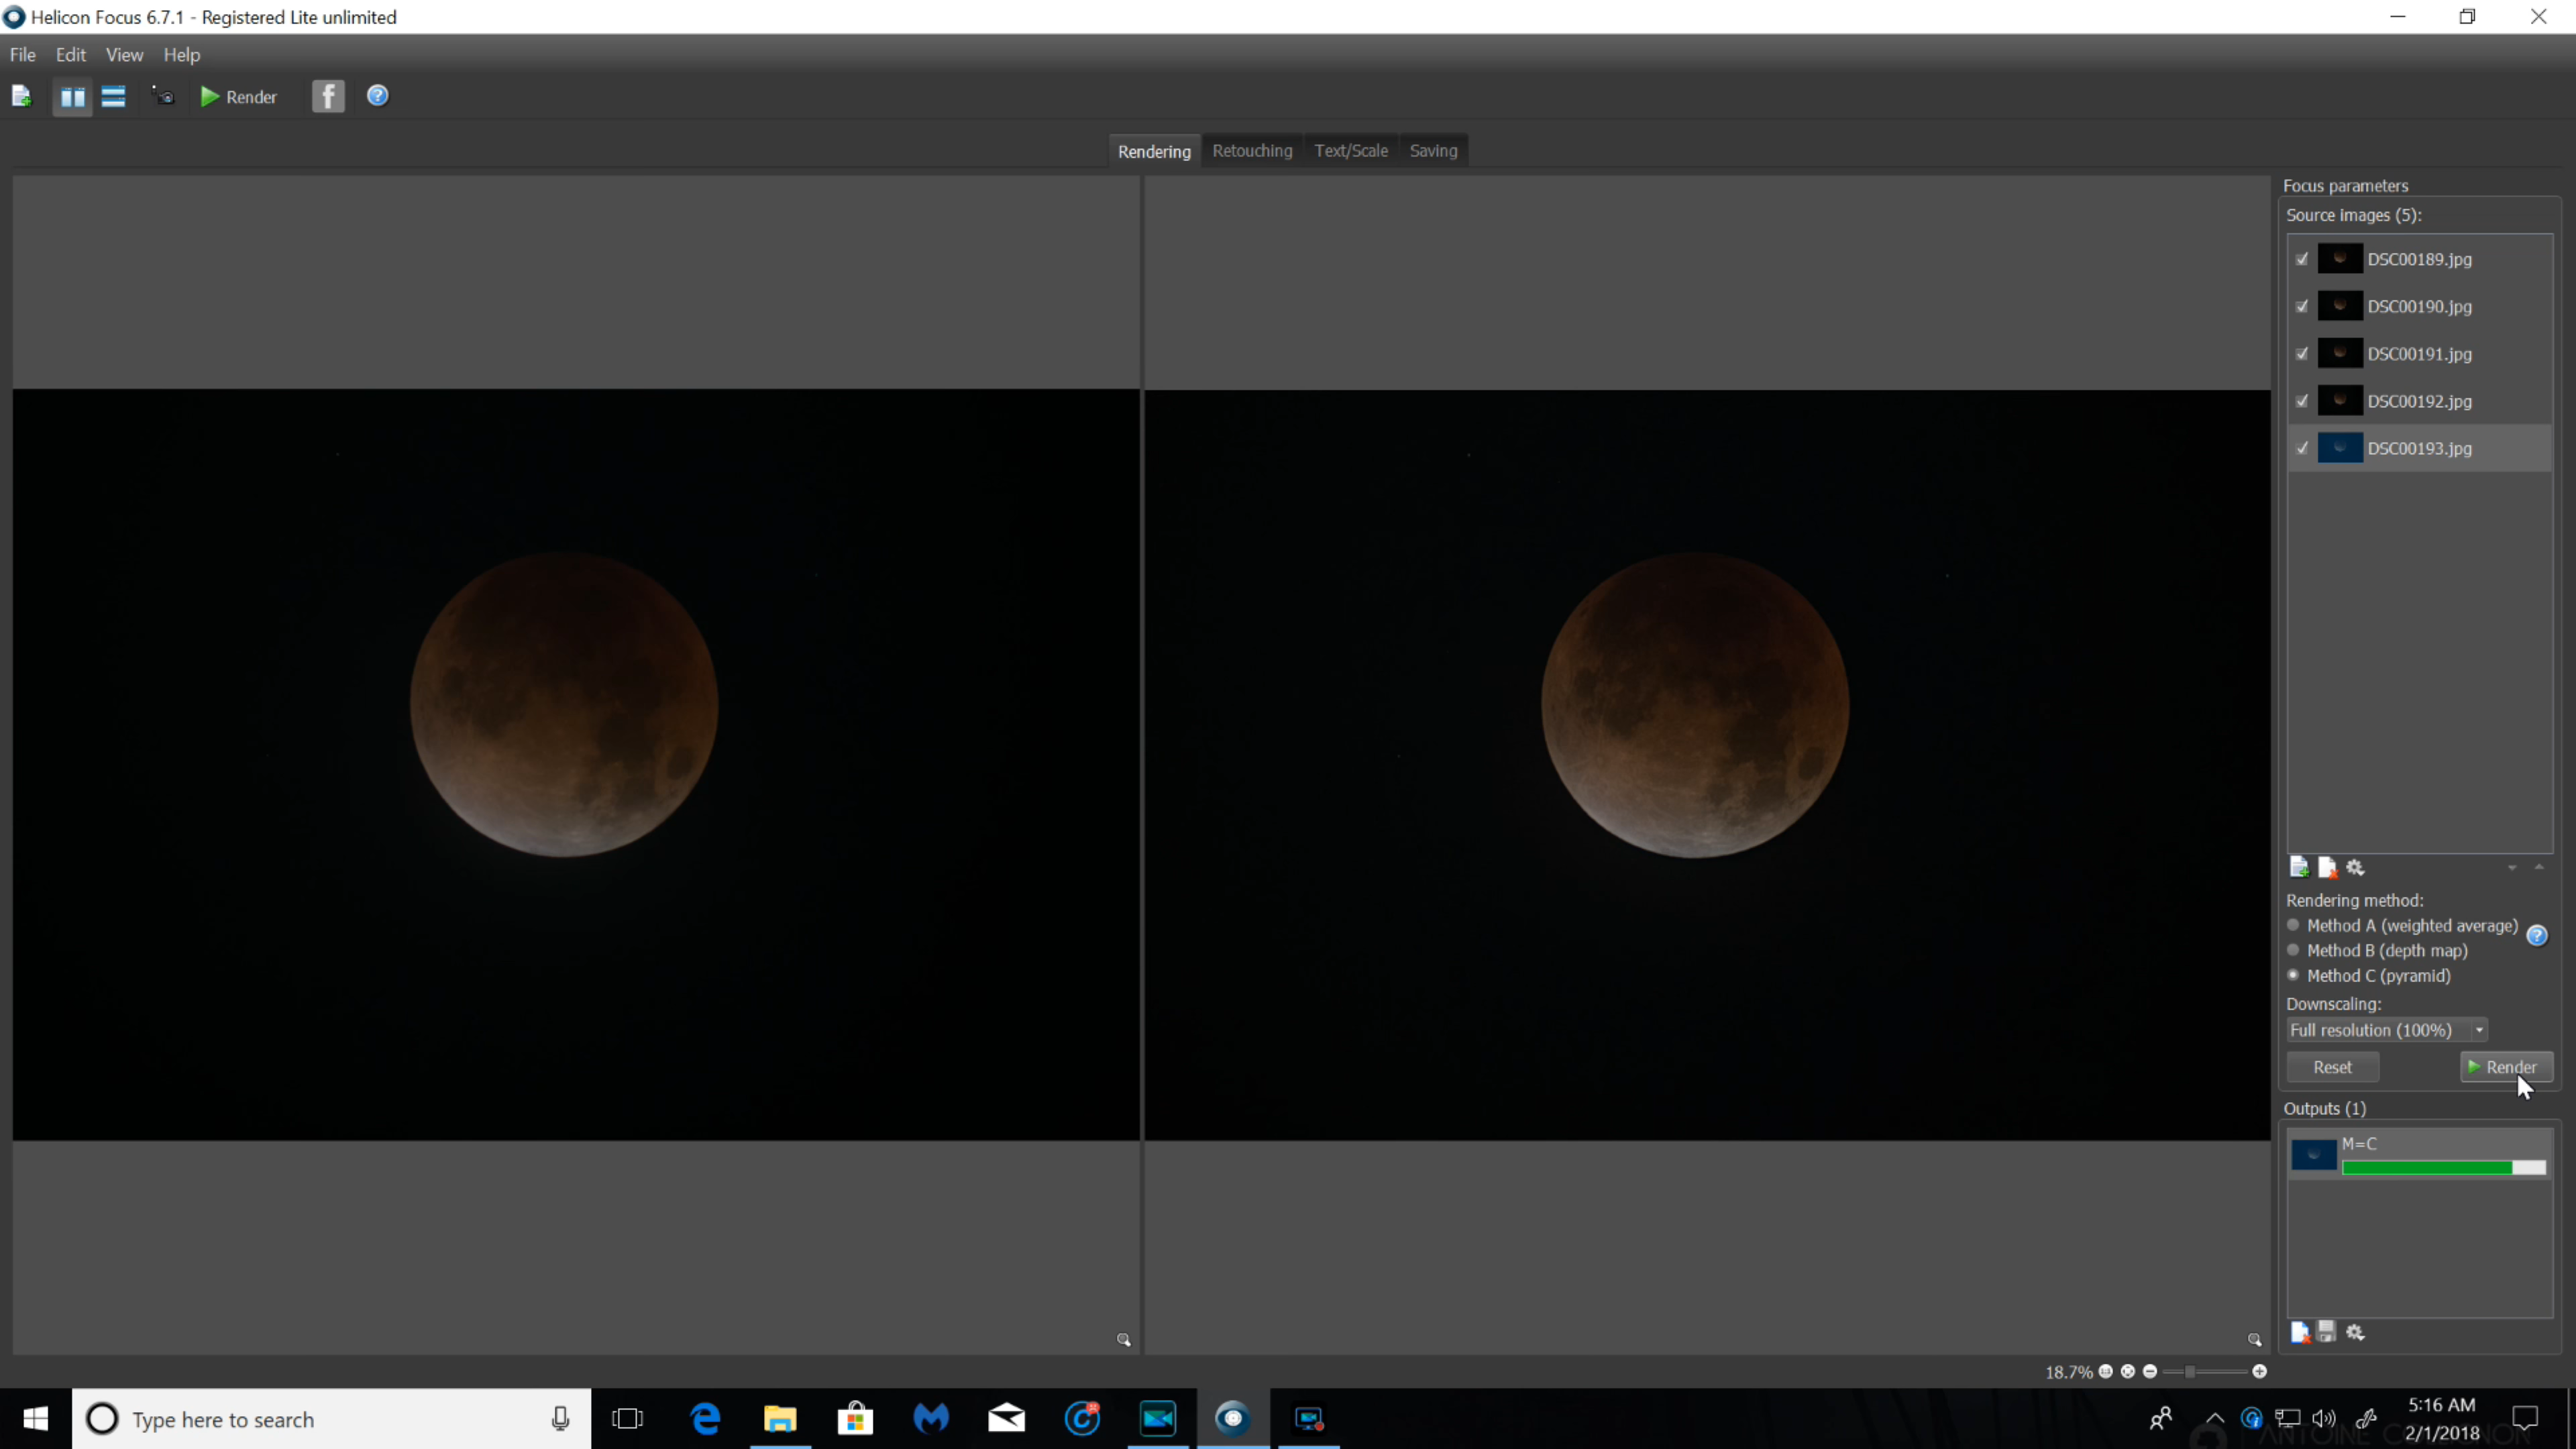 Helicon Focus 6.7.1 - Registered Lite unlimited
File Edit View Help
Render
Rendering Retouching Text/Scale Saving
Focus parameters
Source images (5):
DSC00189.jpg
DSC00190.jpg
DSC00191.jpg
DSC00192.jpg
DSC00193.jpg
Rendering method:
Method A (weighted average)
Method B (depth map)
Method C (pyramid)
Downscaling:
Full resolution (100%)
Reset Render
Outputs (1)
M=C
18.7%
Type here to search
5:16 AM
2/1/2018